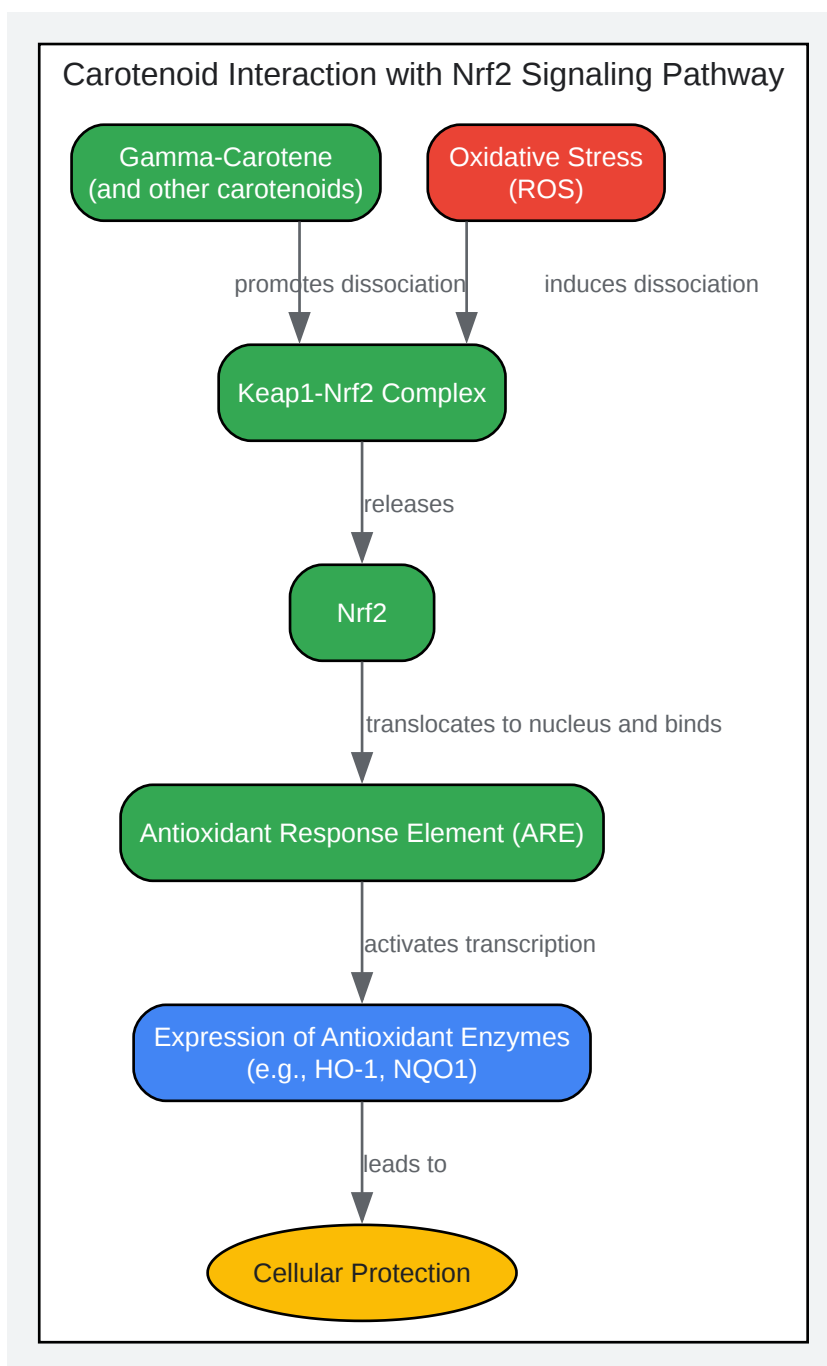 Carotenoid Interaction with Nrf2 Signaling Pathway
Gamma-Carotene
(and other carotenoids)
Oxidative Stress
(ROS)
promotes dissociation
induces dissociation
Keap1-Nrf2 Complex
releases
Nrf2
translocates to nucleus and binds
Antioxidant Response Element (ARE)
activates transcription
Expression of Antioxidant Enzymes
(e.g., HO-1, NQO1)
leads to
Cellular Protection